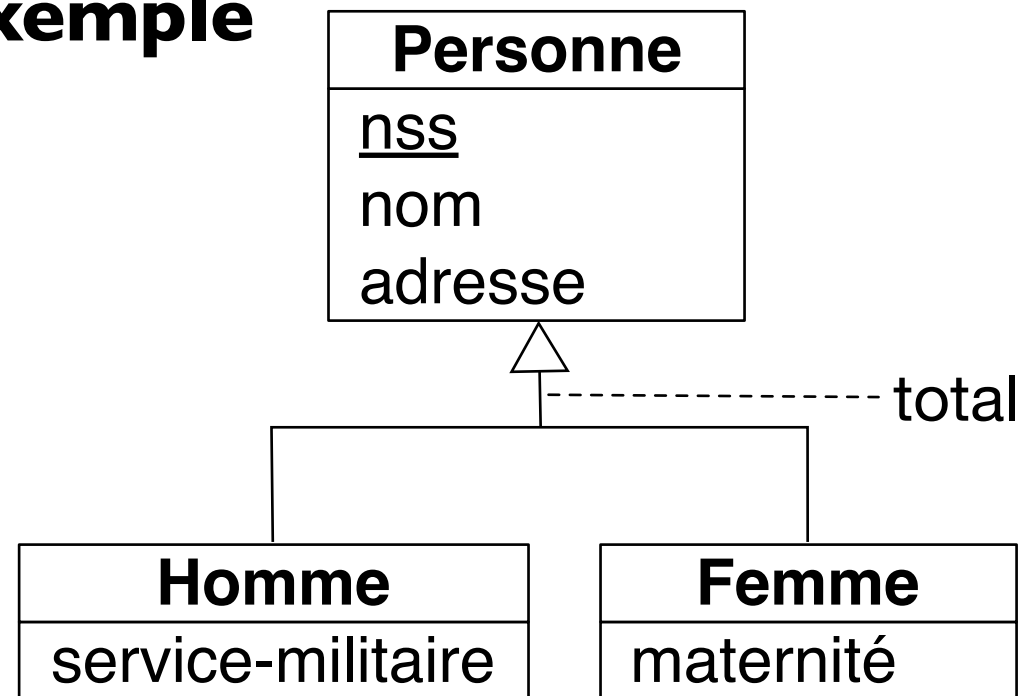 xemple
Personne
nss
nom
adresse
total
Homme
service-militaire
Femme
maternité